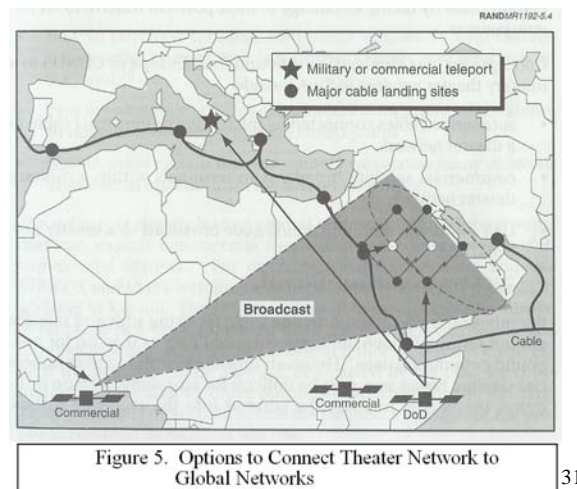 RANDMR1192-5.4
Military or commercial teleport
Major cable landing sites
Broadcast
Cable
Commercial
Commercial
DoD
Figure 5. Options to Connect Theater Network to
Global Networks
31